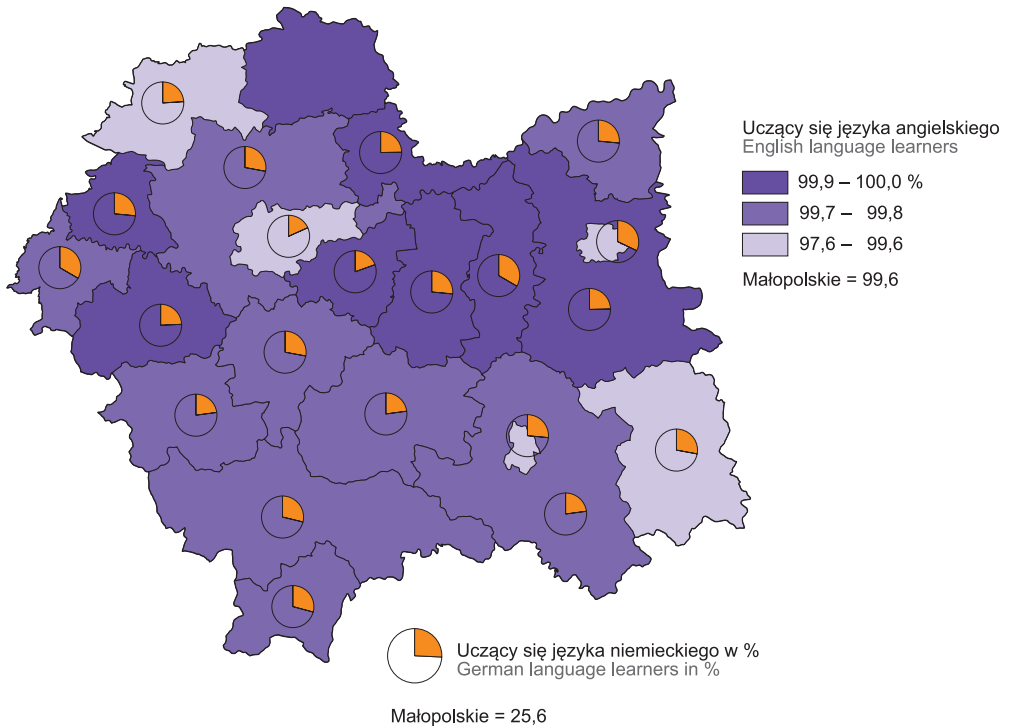 Uczący się języka angielskiego
English language learners
99,9 – 100,0 %
99,7 – 99,8
97,6 – 99,6
Małopolskie = 99,6
Uczący się języka niemieckiego w %
German language learners in %
Małopolskie = 25,6